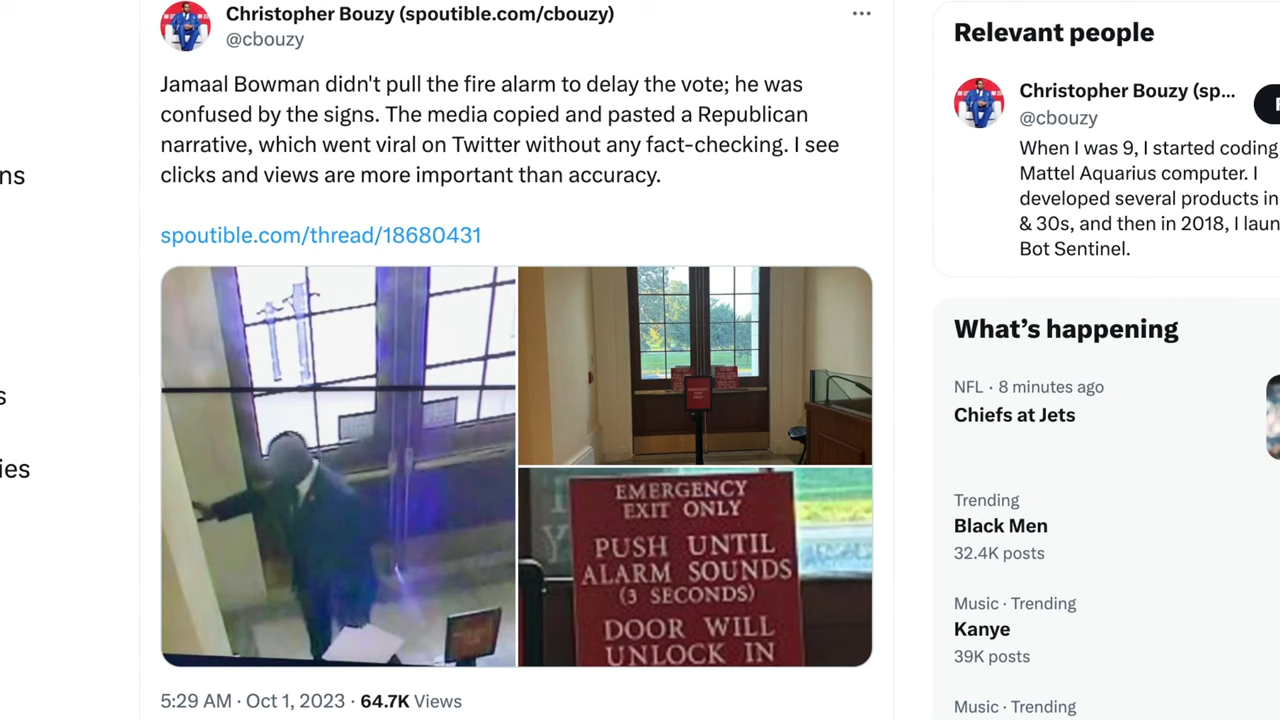 Christopher Bouzy (spoutible.com/cbouzy)
@cbouzy
Jamaal Bowman didn't pull the fire alarm to delay the vote; he was
confused by the signs. The media copied and pasted a Republican
narrative, which went viral on Twitter without any fact-checking. I see
clicks and views are more important than accuracy.
spoutible.com/thread/18680431
EMERGENCY
EXIT ONLY
PUSH UNTIL
ALARM SOUNDS
(3 SECONDS)
DOOR WILL
UNLOCK IN
5:29 AM · Oct 1, 2023 · 64.7K Views
ns
s
ies
Relevant people
Christopher Bouzy (sp...
@cbouzy
When I was 9, I started coding
Mattel Aquarius computer. I
developed several products in
& 30s, and then in 2018, I laun
Bot Sentinel.
What's happening
NFL · 8 minutes ago
Chiefs at Jets
Trending
Black Men
32.4K posts
Music · Trending
Kanye
39K posts
Music · Trending